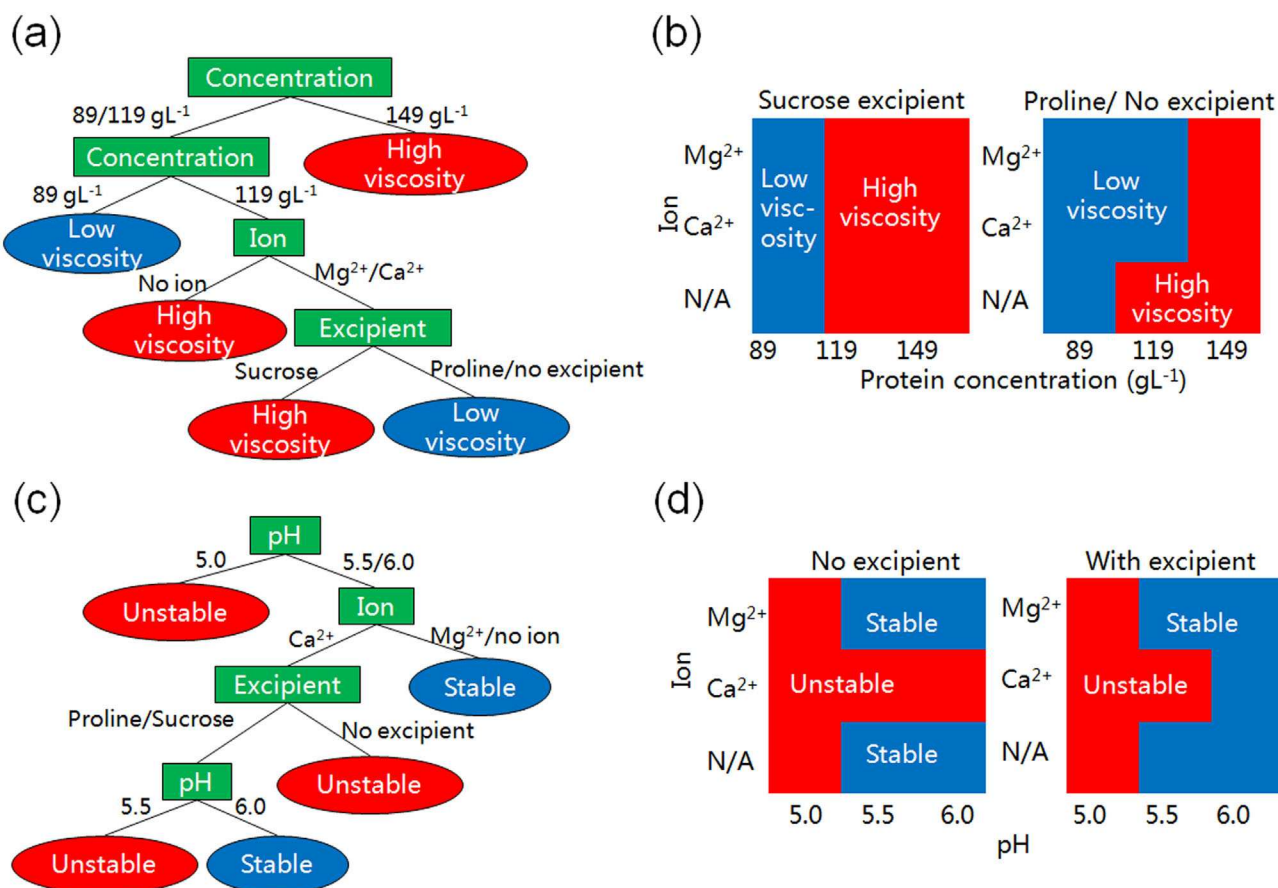 (a)
Concentration
89/119 gL⁻¹
149 gL⁻¹
Concentration
High
viscosity
89 gL⁻¹
119 gL⁻¹
Low
viscosity
Ion
No ion
Mg²⁺/Ca²⁺
High
viscosity
Excipient
Sucrose
Proline/no excipient
High
viscosity
Low
viscosity
(b)
Sucrose excipient
Proline/ No excipient
Ion
Mg²⁺
Ca²⁺
N/A
Low
visc-
osity
High
viscosity
89 119 149
Mg²⁺
Ca²⁺
N/A
Low
viscosity
High
viscosity
89 119 149
Protein concentration (gL⁻¹)
(c)
pH
5.0
5.5/6.0
Unstable
Ion
Ca²⁺
Mg²⁺/no ion
Excipient
Stable
Proline/Sucrose
No excipient
pH
Unstable
5.5
6.0
Unstable
Stable
(d)
No excipient
With excipient
Ion
Mg²⁺
Ca²⁺
N/A
Stable
Unstable
Stable
5.0 5.5 6.0
Mg²⁺
Ca²⁺
N/A
Stable
Unstable
5.0 5.5 6.0
pH